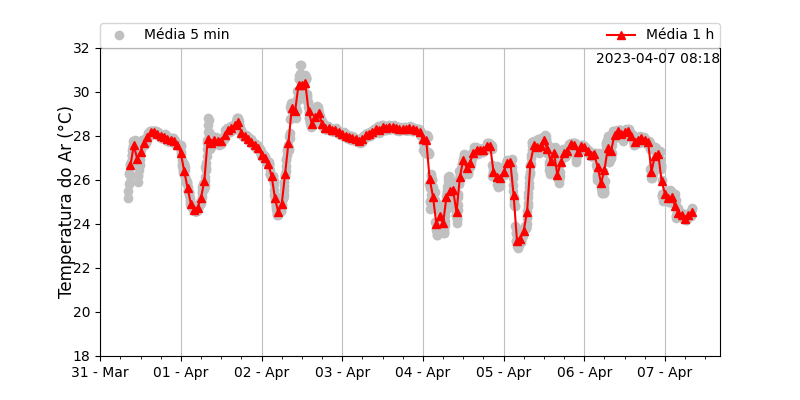 Média 5 min
Média 1 h
2023-04-07 08:18
Temperatura do Ar (°C)
32
30
28
26
24
22
20
18
31 - Mar
01 - Apr
02 - Apr
03 - Apr
04 - Apr
05 - Apr
06 - Apr
07 - Apr